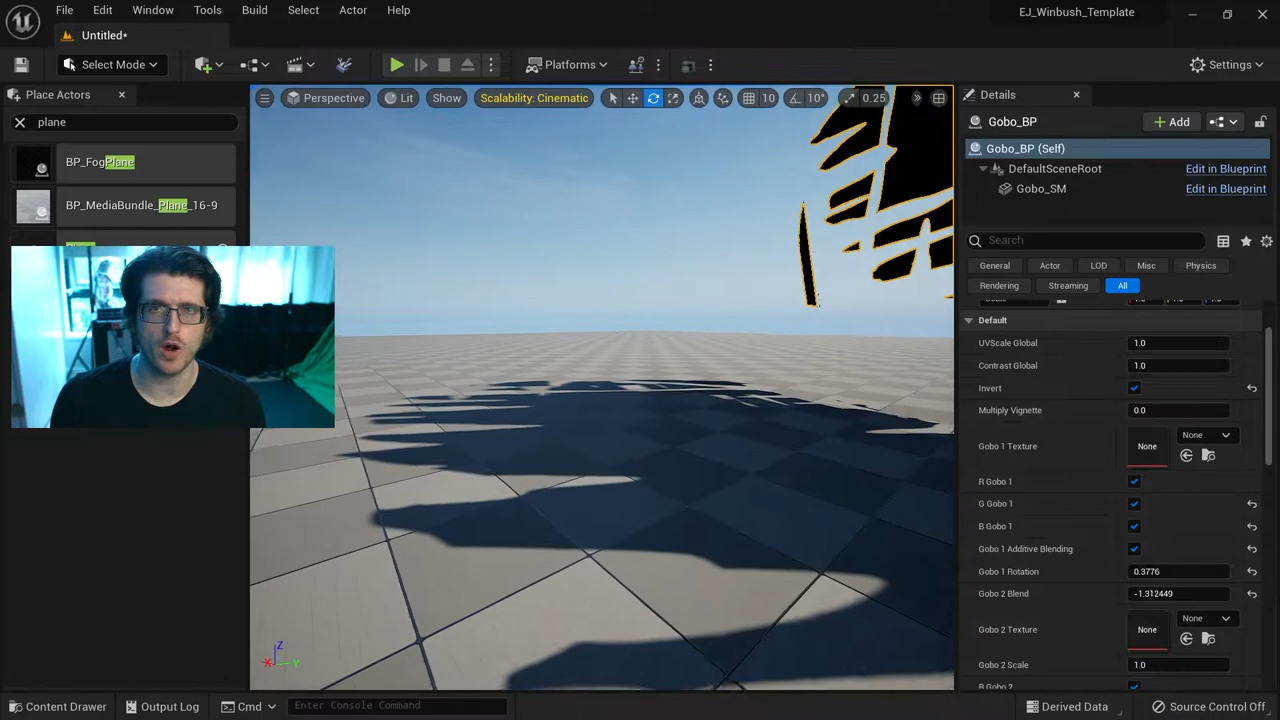 File Edit Window Tools Build Select Actor Help
EJ_Winbush_Template
Untitled*
Select Mode
Platforms
Settings
Place Actors
plane
BP_FogPlane
BP_MediaBundle_Plane_16-9
Perspective Lit Show Scalability: Cinematic 10 10° 0.25
Details
Gobo_BP
Add
Gobo_BP (Self)
DefaultSceneRoot Edit in Blueprint
Gobo_SM Edit in Blueprint
Search
General Actor LOD Misc Physics
Rendering Streaming All
Default
UVScale Global 1.0
Contrast Global 1.0
Invert
Multiply Vignette 0.0
Gobo 1 Texture None None
R Gobo 1
G Gobo 1
B Gobo 1
Gobo 1 Additive Blending
Gobo 1 Rotation 0.3776
Gobo 2 Blend -1.312449
Gobo 2 Texture None None
Gobo 2 Scale 1.0
R Gobo 2
Z
X Y
Content Drawer Output Log Cmd Enter Console Command
Derived Data Source Control Off